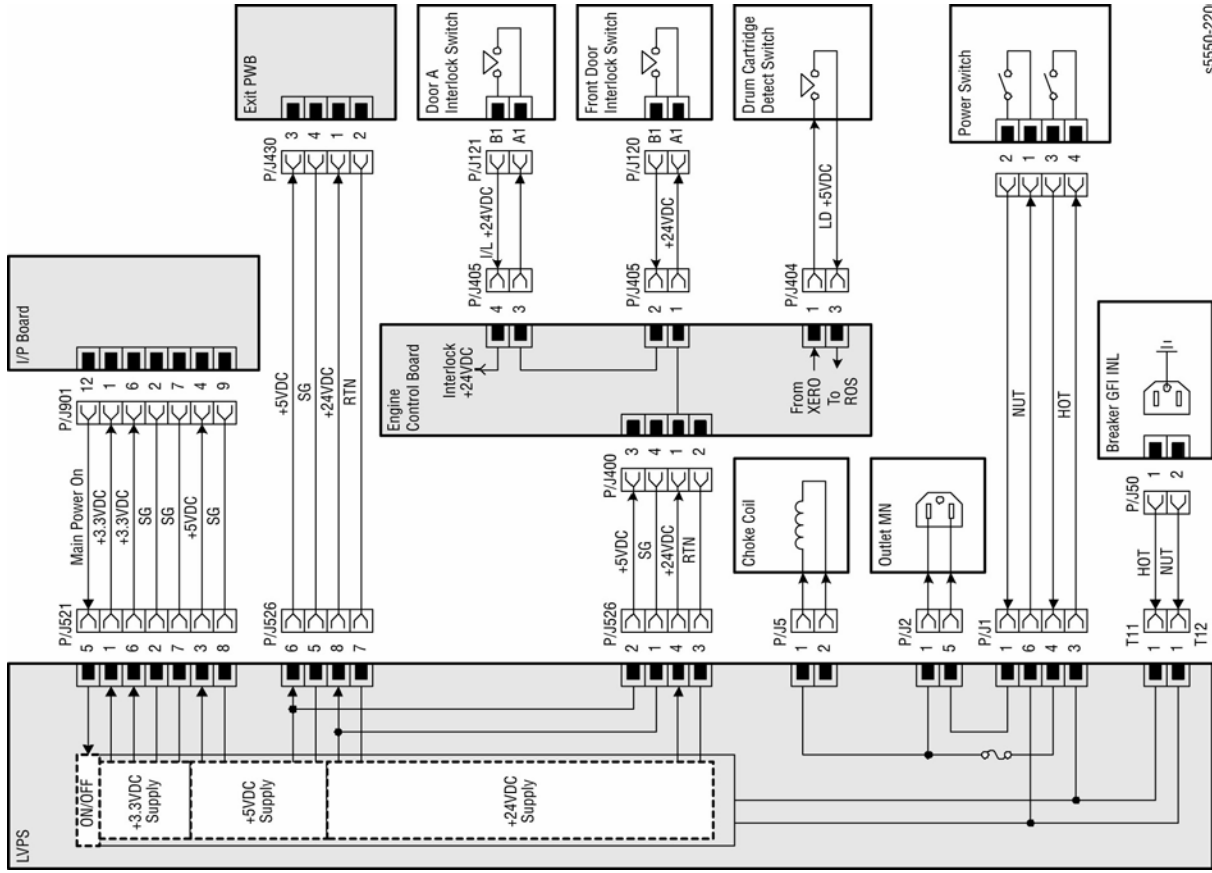 LVPS
ON/OFF
+3.3VDC
Supply
+5VDC
Supply
+24VDC
Supply
P/J521
5
1
6
2
7
3
8
Main Power On
+3.3VDC
+3.3VDC
SG
SG
+5VDC
SG
P/J901
12
1
6
2
7
4
9
I/P Board
P/J526
6
5
8
7
+5VDC
SG
+24VDC
RTN
P/J430
3
4
1
2
Exit PWB
P/J526
2
1
4
3
+5VDC
SG
+24VDC
RTN
P/J400
3
4
1
2
Engine
Control Board
Interlock
+24VDC
From
XERO
To
ROS
P/J405
4
3
I/L +24VDC
P/J121
B1
A1
Door A
Interlock Switch
P/J405
2
1
+24VDC
P/J120
B1
A1
Front Door
Interlock Switch
P/J404
1
3
LD +5VDC
Drum Cartridge
Detect Switch
P/J5
1
2
Choke Coil
P/J2
1
5
Outlet MN
P/J1
1
6
4
3
NUT
HOT
2
1
3
4
Power Switch
T11
1
1
T12
HOT
NUT
P/J50
1
2
Breaker GFI INL
s5550-220